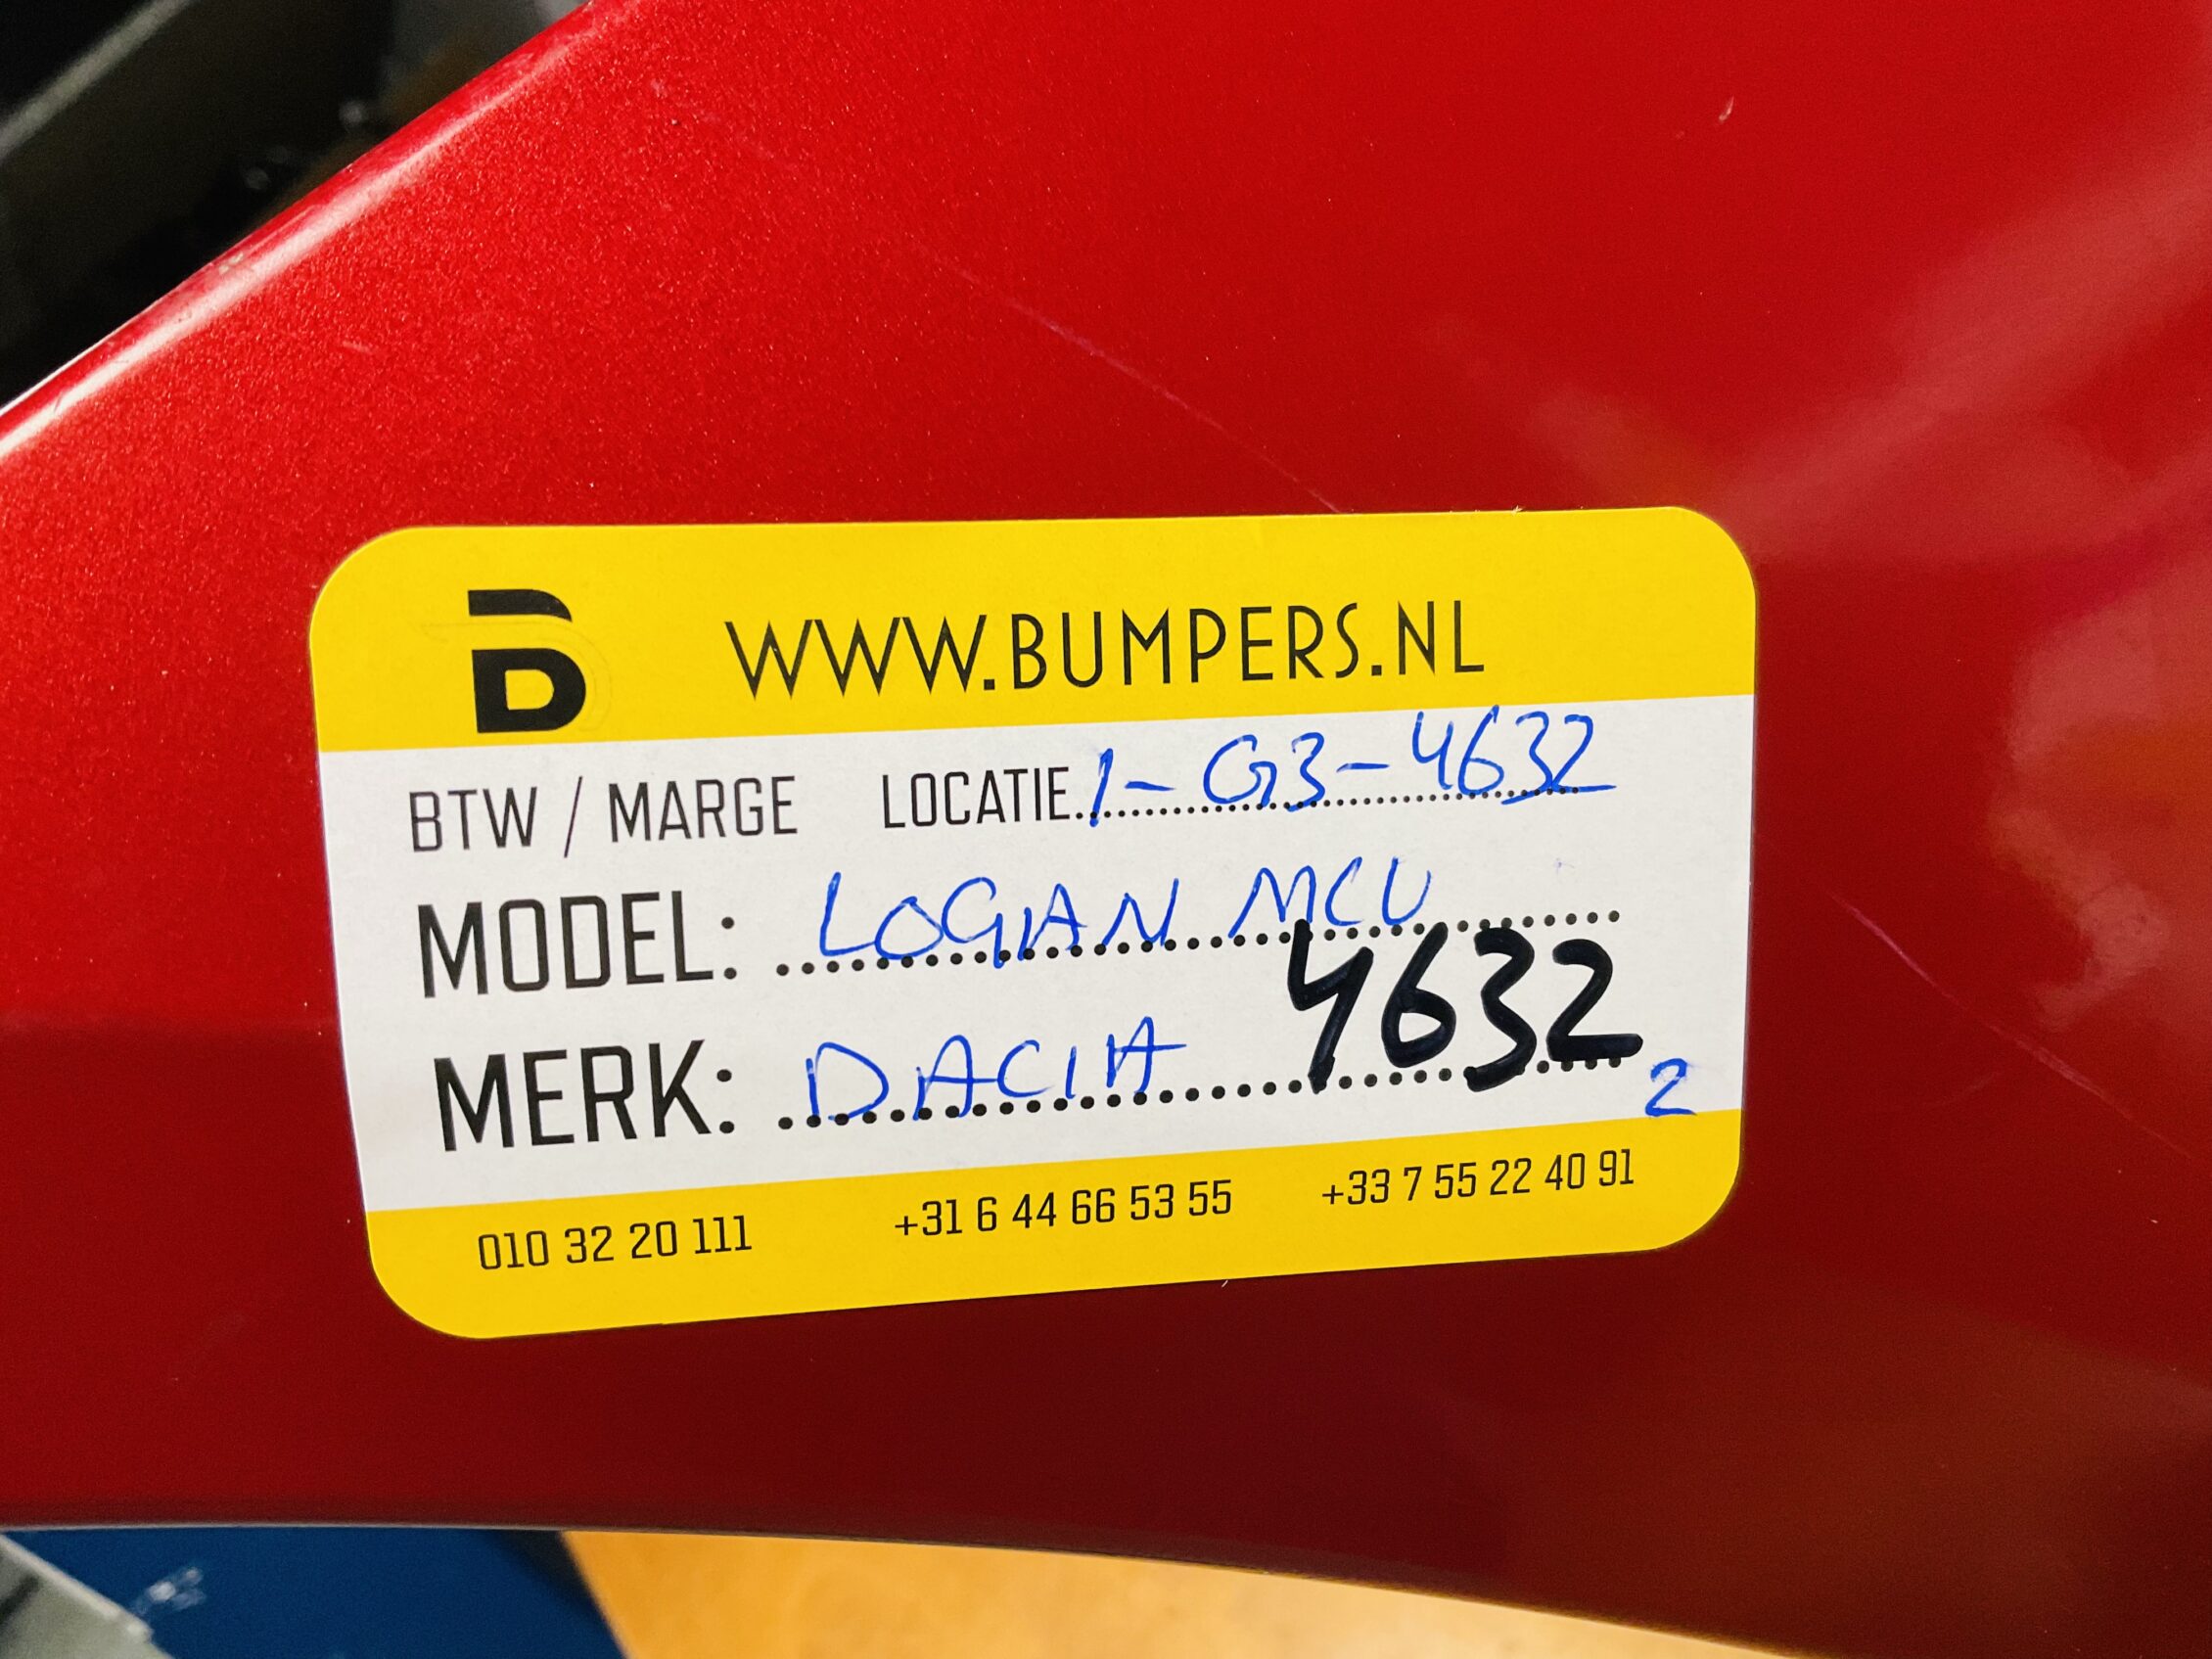 B WWW.BUMPERS.NL
BTW / MARGE LOCATIE 1-G3-4632
MODEL: LOGAN MCU
4632
MERK: DACIA
2
010 32 20 111 +31 6 44 66 53 55 +33 7 55 22 40 91